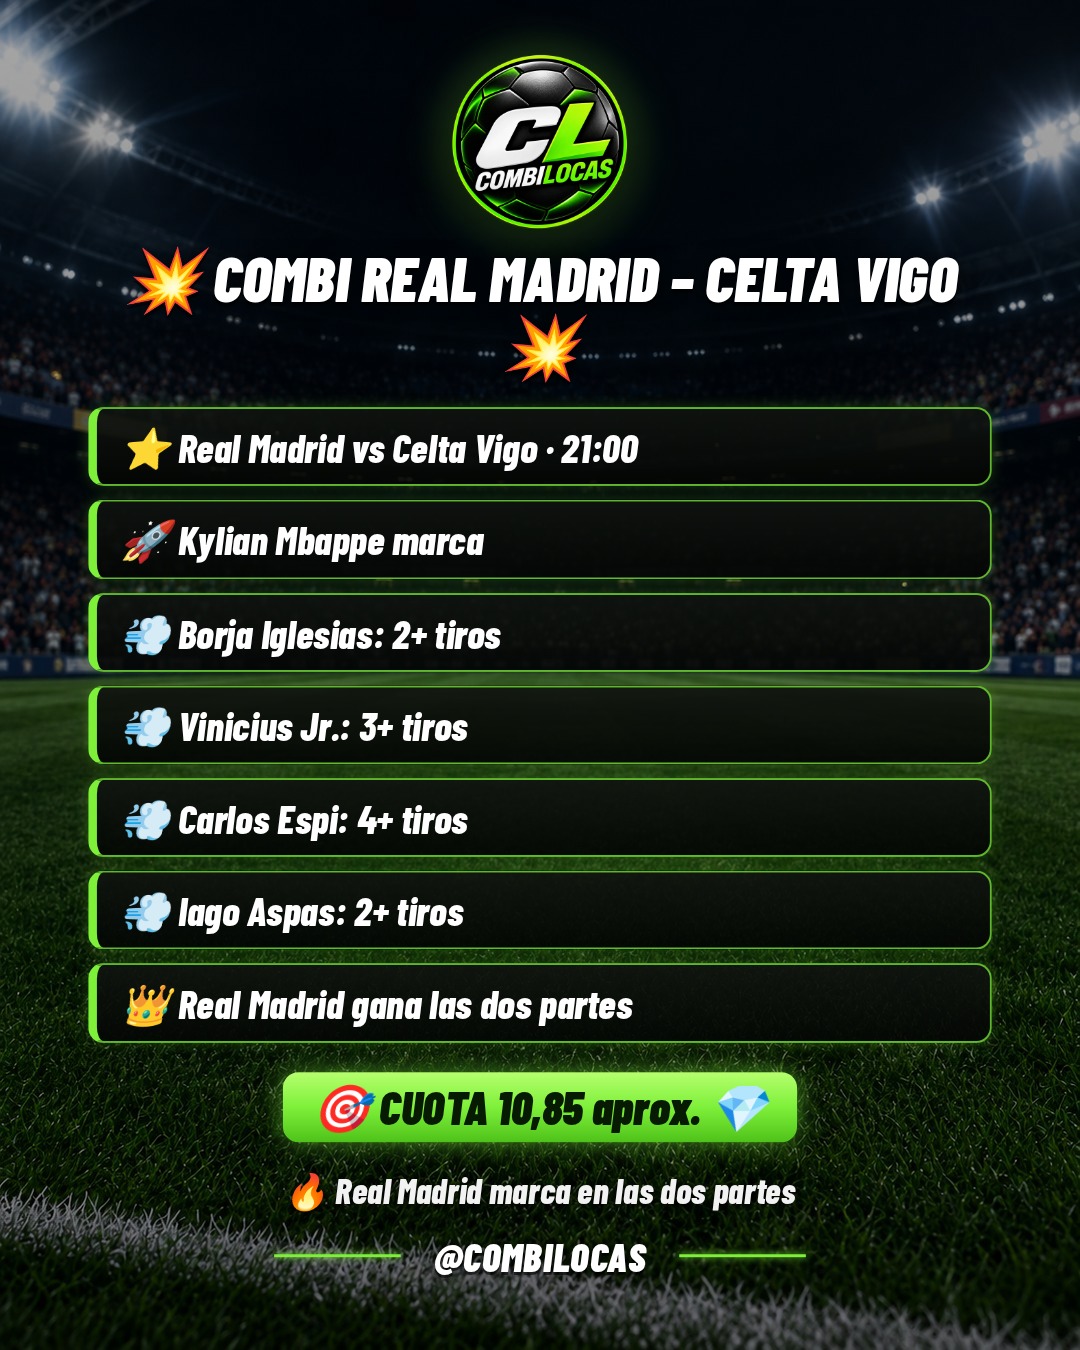 CL
COMBILOCAS
💥 COMBI REAL MADRID - CELTA VIGO
💥
⭐ Real Madrid vs Celta Vigo · 21:00
🚀 Kylian Mbappe marca
💨 Borja Iglesias: 2+ tiros
💨 Vinicius Jr.: 3+ tiros
💨 Carlos Espi: 4+ tiros
💨 Iago Aspas: 2+ tiros
👑 Real Madrid gana las dos partes
🎯 CUOTA 10,85 aprox. 💎
🔥 Real Madrid marca en las dos partes
@COMBILOCAS